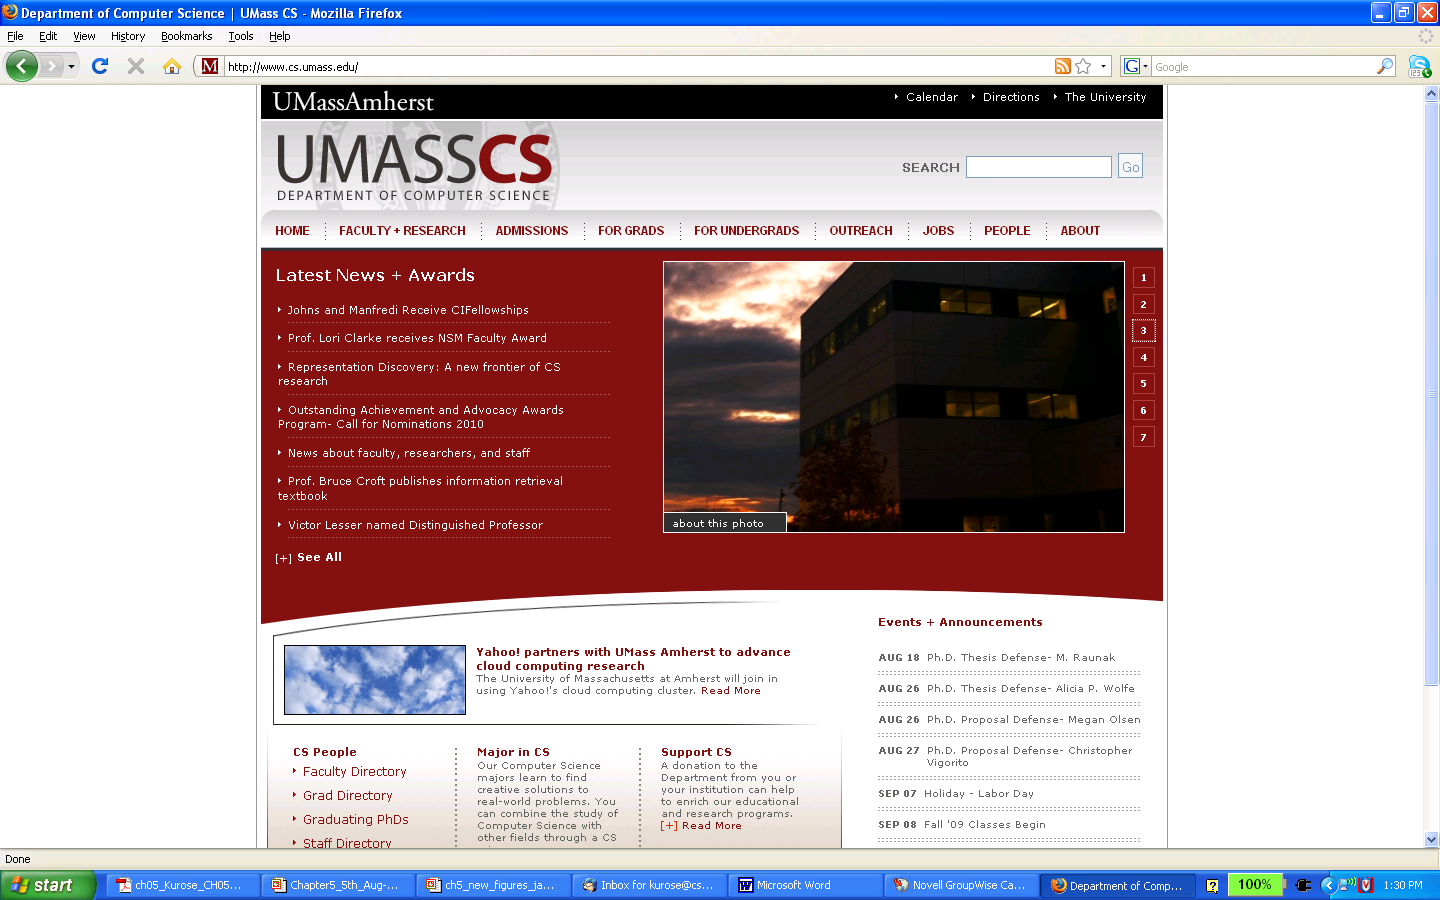 Department of Computer Science | UMass CS - Mozilla Firefox
File Edit View History Bookmarks Tools Help
http://www.cs.umass.edu/
Google
UMassAmherst
Calendar Directions The University
UMASSCS
DEPARTMENT OF COMPUTER SCIENCE
SEARCH Go
HOME FACULTY + RESEARCH ADMISSIONS FOR GRADS FOR UNDERGRADS OUTREACH JOBS PEOPLE ABOUT
Latest News + Awards
Johns and Manfredi Receive CIFellowships
Prof. Lori Clarke receives NSM Faculty Award
Representation Discovery: A new frontier of CS
research
Outstanding Achievement and Advocacy Awards
Program- Call for Nominations 2010
News about faculty, researchers, and staff
Prof. Bruce Croft publishes information retrieval
textbook
Victor Lesser named Distinguished Professor
[+] See All
about this photo
1
2
3
4
5
6
7
Yahoo! partners with UMass Amherst to advance
cloud computing research
The University of Massachusetts at Amherst will join in
using Yahoo!'s cloud computing cluster. Read More
CS People
Faculty Directory
Grad Directory
Graduating PhDs
Staff Directory
Major in CS
Our Computer Science
majors learn to find
creative solutions to
real-world problems. You
can combine the study of
Computer Science with
other fields through a CS
Support CS
A donation to the
Department from you or
your institution can help
to enrich our educational
and research programs.
[+] Read More
Events + Announcements
AUG 18 Ph.D. Thesis Defense- M. Raunak
AUG 26 Ph.D. Thesis Defense- Alicia P. Wolfe
AUG 26 Ph.D. Proposal Defense- Megan Olsen
AUG 27 Ph.D. Proposal Defense- Christopher
Vigorito
SEP 07 Holiday - Labor Day
SEP 08 Fall '09 Classes Begin
Done
start ch05_Kurose_CH05... Chapter5_5th_Aug-... ch5_new_figures_ja... Inbox for kurose@cs... Microsoft Word Novell GroupWise Ca... Department of Comp... 100% 1:30 PM